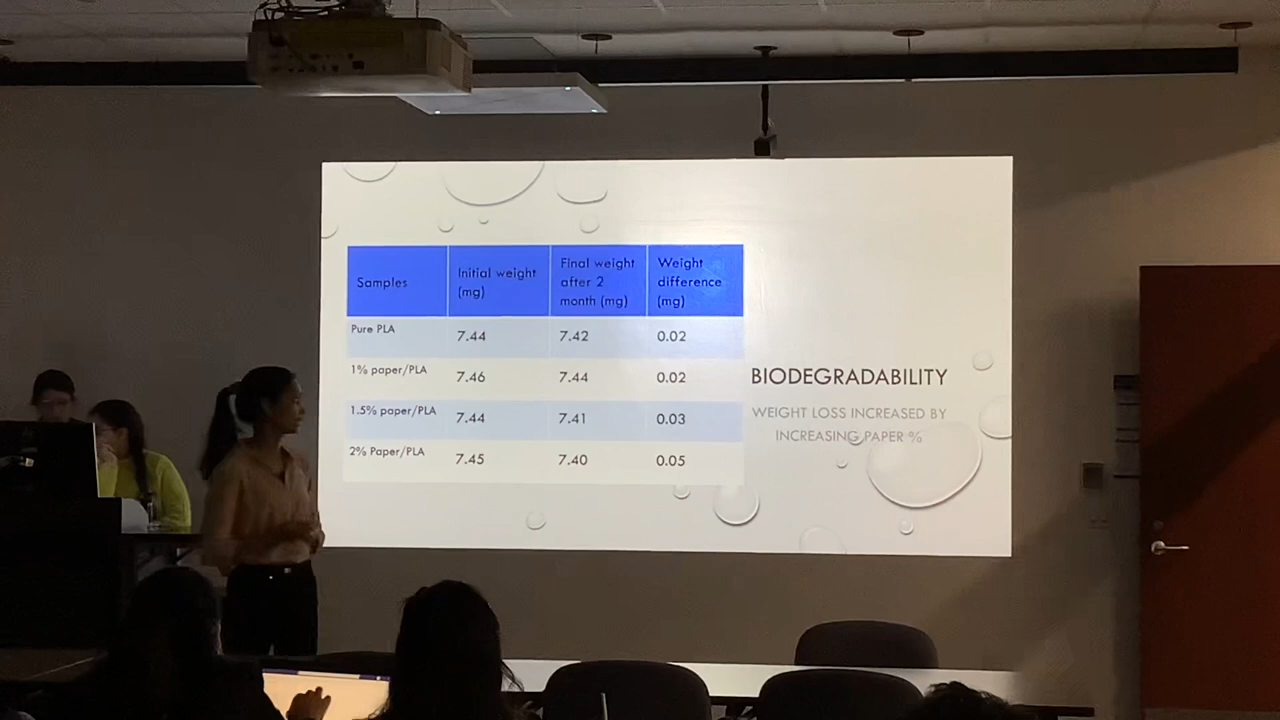 Samples
Initial weight
(mg)
Final weight
after 2
month (mg)
Weight
difference
(mg)
Pure PLA
7.44
7.42
0.02
1% paper/PLA
7.46
7.44
0.02
1.5% paper/PLA
7.44
7.41
0.03
2% Paper/PLA
7.45
7.40
0.05
BIODEGRADABILITY
WEIGHT LOSS INCREASED BY
INCREASING PAPER %